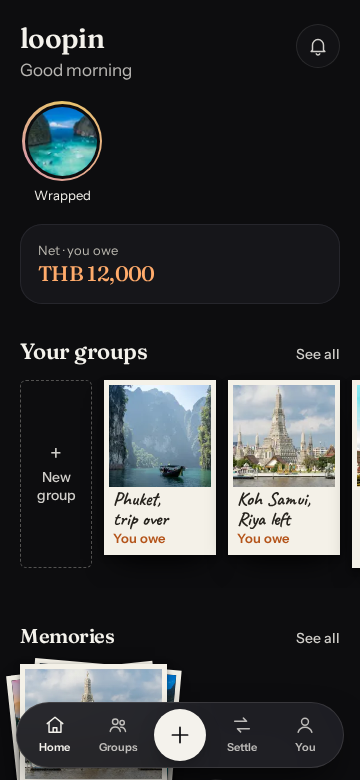 loopin
Good morning
Wrapped
Net · you owe
THB 12,000
Your groups
See all
+
New
group
Phuket,
trip over
You owe
Koh Samui,
Riya left
You owe
Memories
See all
Home
Groups
+
Settle
You